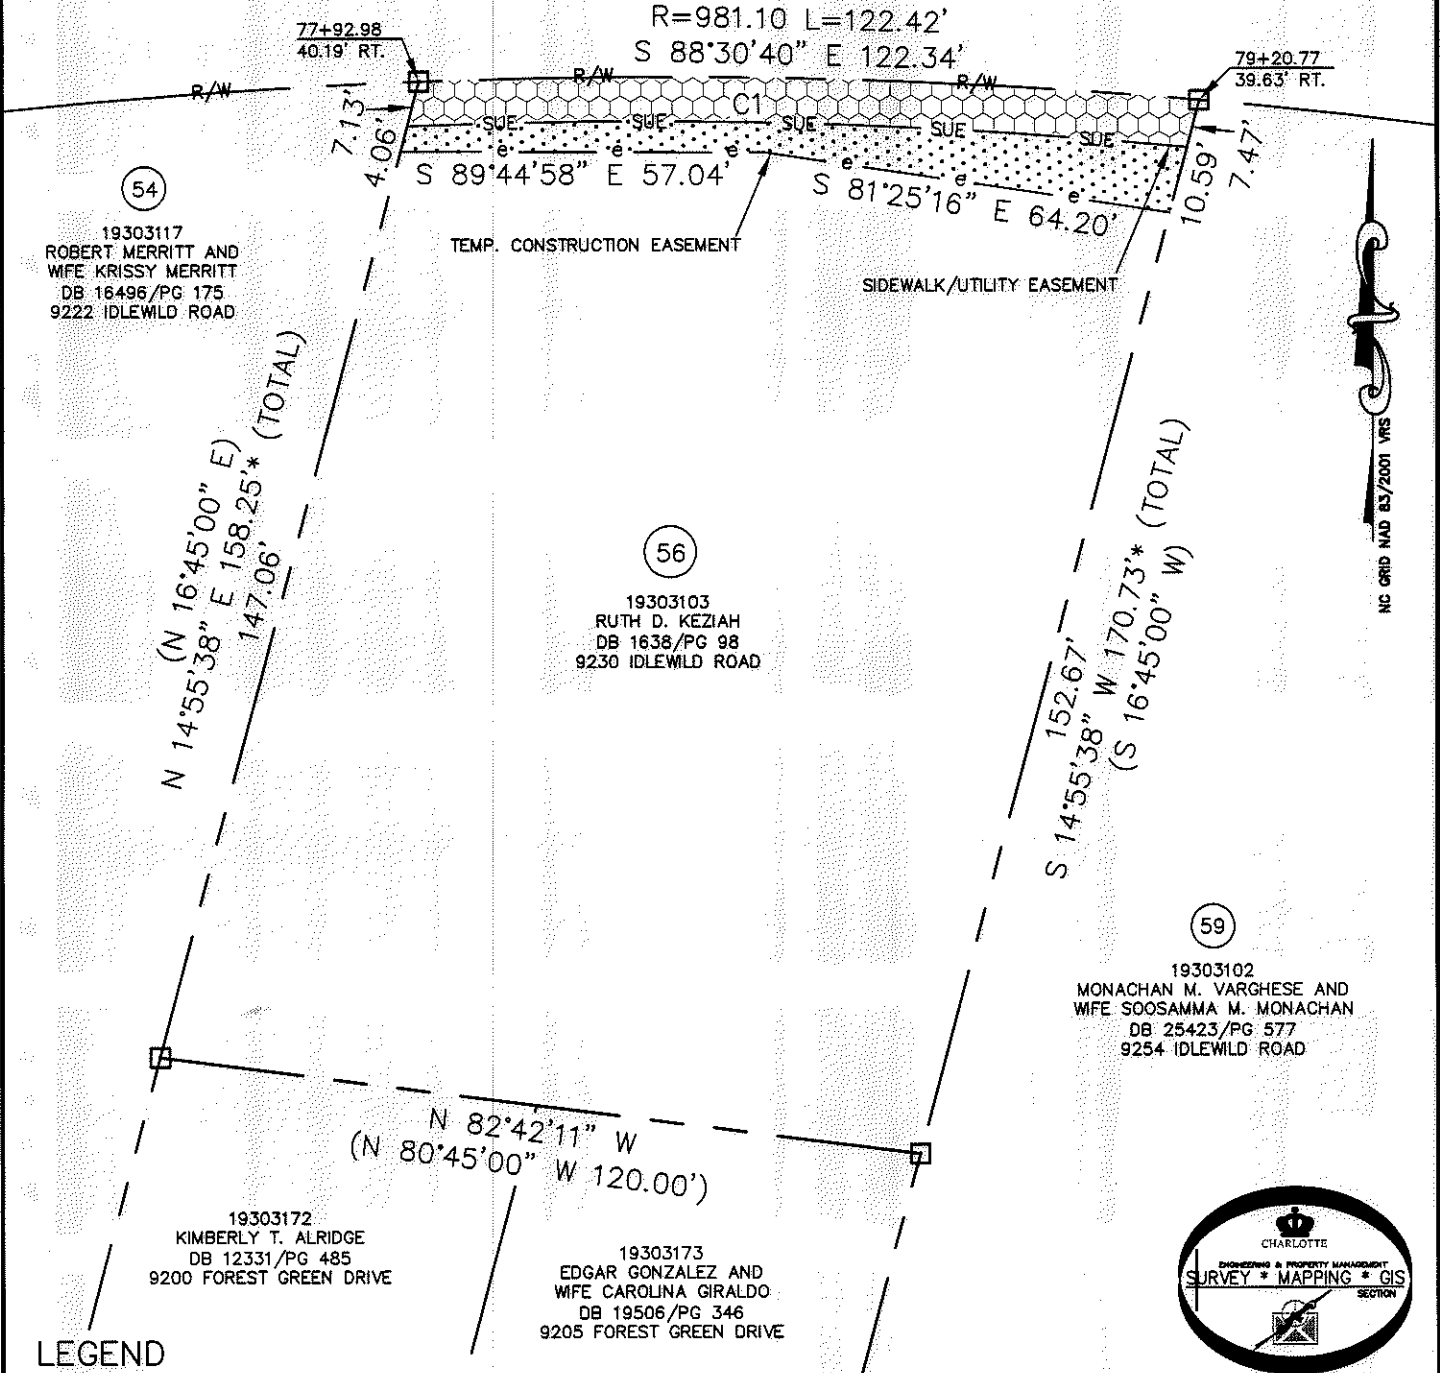 R=981.10 L=122.42'
S 88°30'40" E 122.34'
77+92.98
40.19' RT.
79+20.77
39.63' RT.
R/W
R/W
R/W
C1
SUE
SUE
SUE
SUE
SUE
7.13'
4.06'
e
e
e
e
e
e
10.59'
7.47'
S 89°44'58" E 57.04'
S 81°25'16" E 64.20'
TEMP. CONSTRUCTION EASEMENT
SIDEWALK/UTILITY EASEMENT
54
19303117
ROBERT MERRITT AND
WIFE KRISSY MERRITT
DB 16496/PG 175
9222 IDLEWILD ROAD
NC GRID NAD 83/2001 VRS
(N 16°45'00" E)
N 14°55'38" E 158.25'* (TOTAL)
147.06'
56
19303103
RUTH D. KEZIAH
DB 1638/PG 98
9230 IDLEWILD ROAD
152.67'
S 14°55'38" W 170.73'* (TOTAL)
(S 16°45'00" W)
59
19303102
MONACHAN M. VARGHESE AND
WIFE SOOSAMMA M. MONACHAN
DB 25423/PG 577
9254 IDLEWILD ROAD
N 82°42'11" W
(N 80°45'00" W 120.00')
19303172
KIMBERLY T. ALRIDGE
DB 12331/PG 485
9200 FOREST GREEN DRIVE
19303173
EDGAR GONZALEZ AND
WIFE CAROLINA GIRALDO
DB 19506/PG 346
9205 FOREST GREEN DRIVE
CHARLOTTE
ENGINEERING & PROPERTY MANAGEMENT
SURVEY * MAPPING * GIS
SECTION
LEGEND